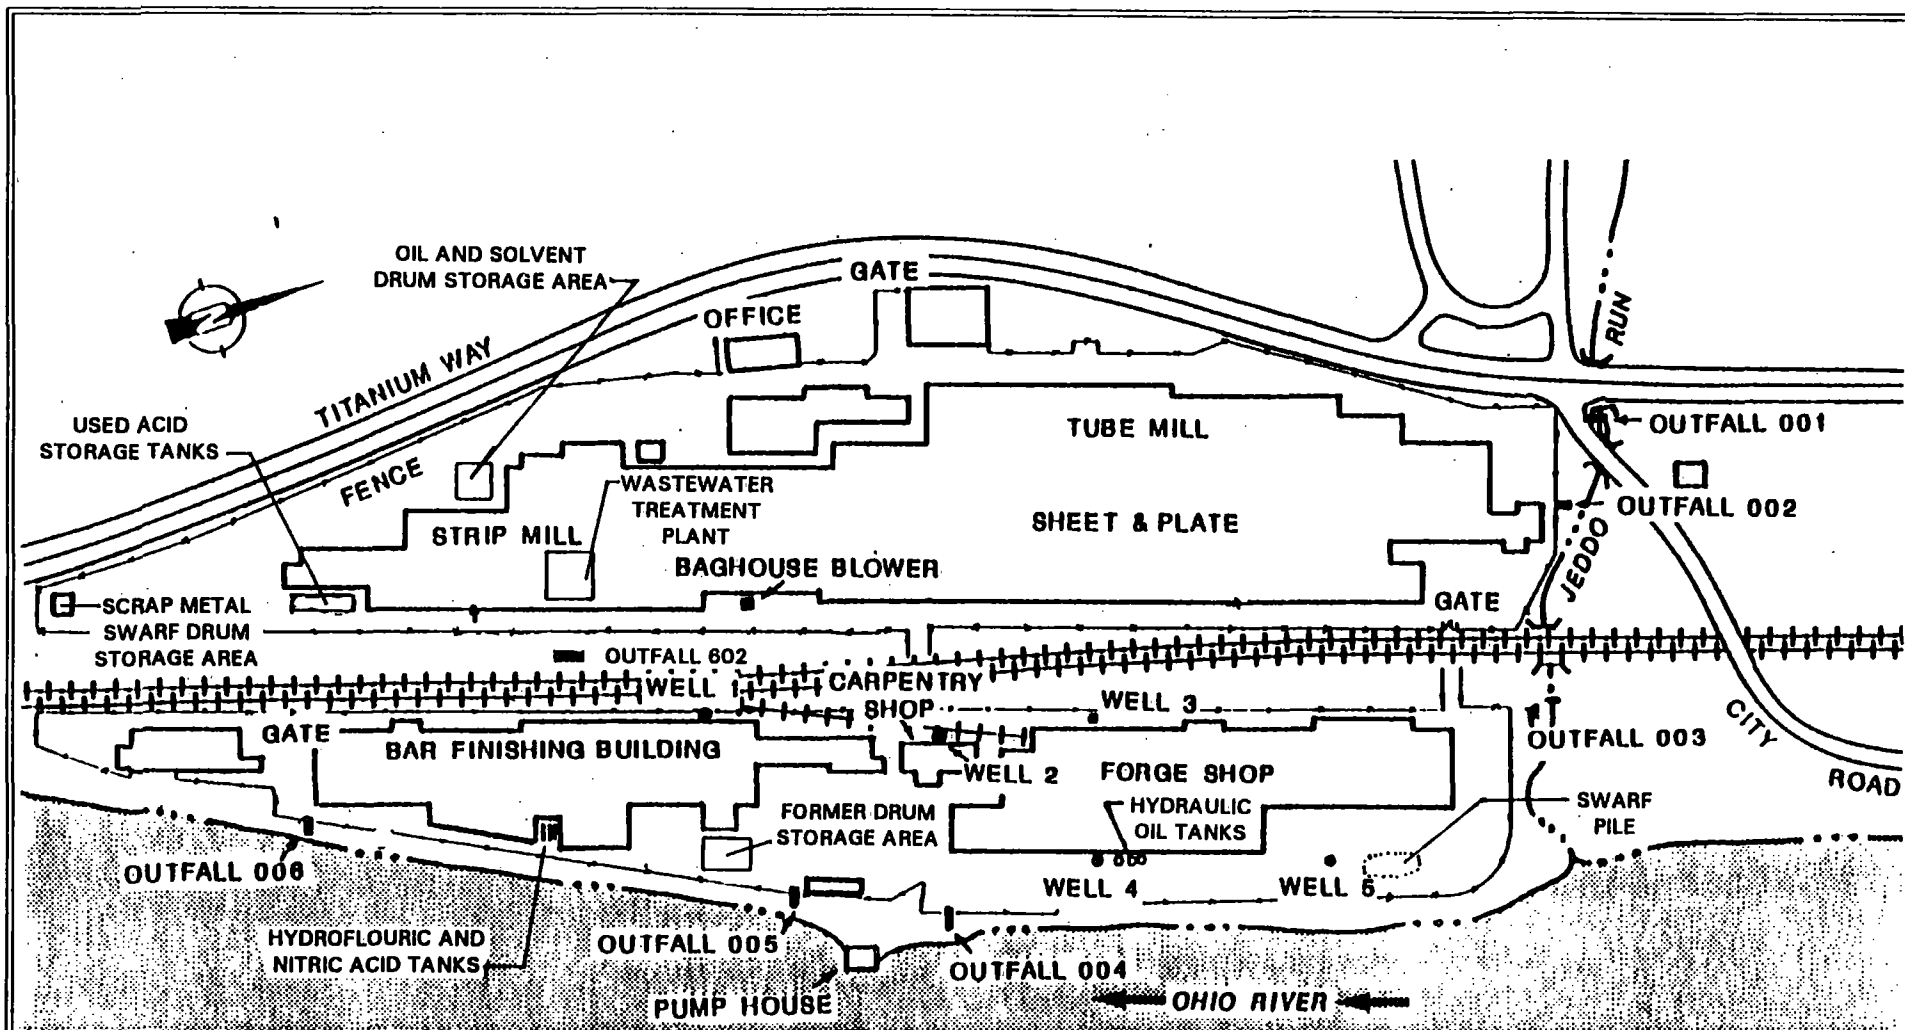 OIL AND SOLVENT
DRUM STORAGE AREA
GATE
OFFICE
TITANIUM WAY
FENCE
RUN
USED ACID
STORAGE TANKS
TUBE MILL
OUTFALL 001
WASTEWATER
TREATMENT
PLANT
STRIP MILL
SHEET & PLATE
OUTFALL 002
JEDDO
BAGHOUSE BLOWER
SCRAP METAL
SWARF DRUM
STORAGE AREA
GATE
OUTFALL 602
WELL 1
CARPENTRY
SHOP
WELL 3
GATE
BAR FINISHING BUILDING
WELL 2
FORGE SHOP
OUTFALL 003
CITY
ROAD
FORMER DRUM
STORAGE AREA
HYDRAULIC
OIL TANKS
SWARF
PILE
OUTFALL 006
WELL 4
WELL 5
HYDROFLOURIC AND
NITRIC ACID TANKS
OUTFALL 005
OUTFALL 004
PUMP HOUSE
OHIO RIVER